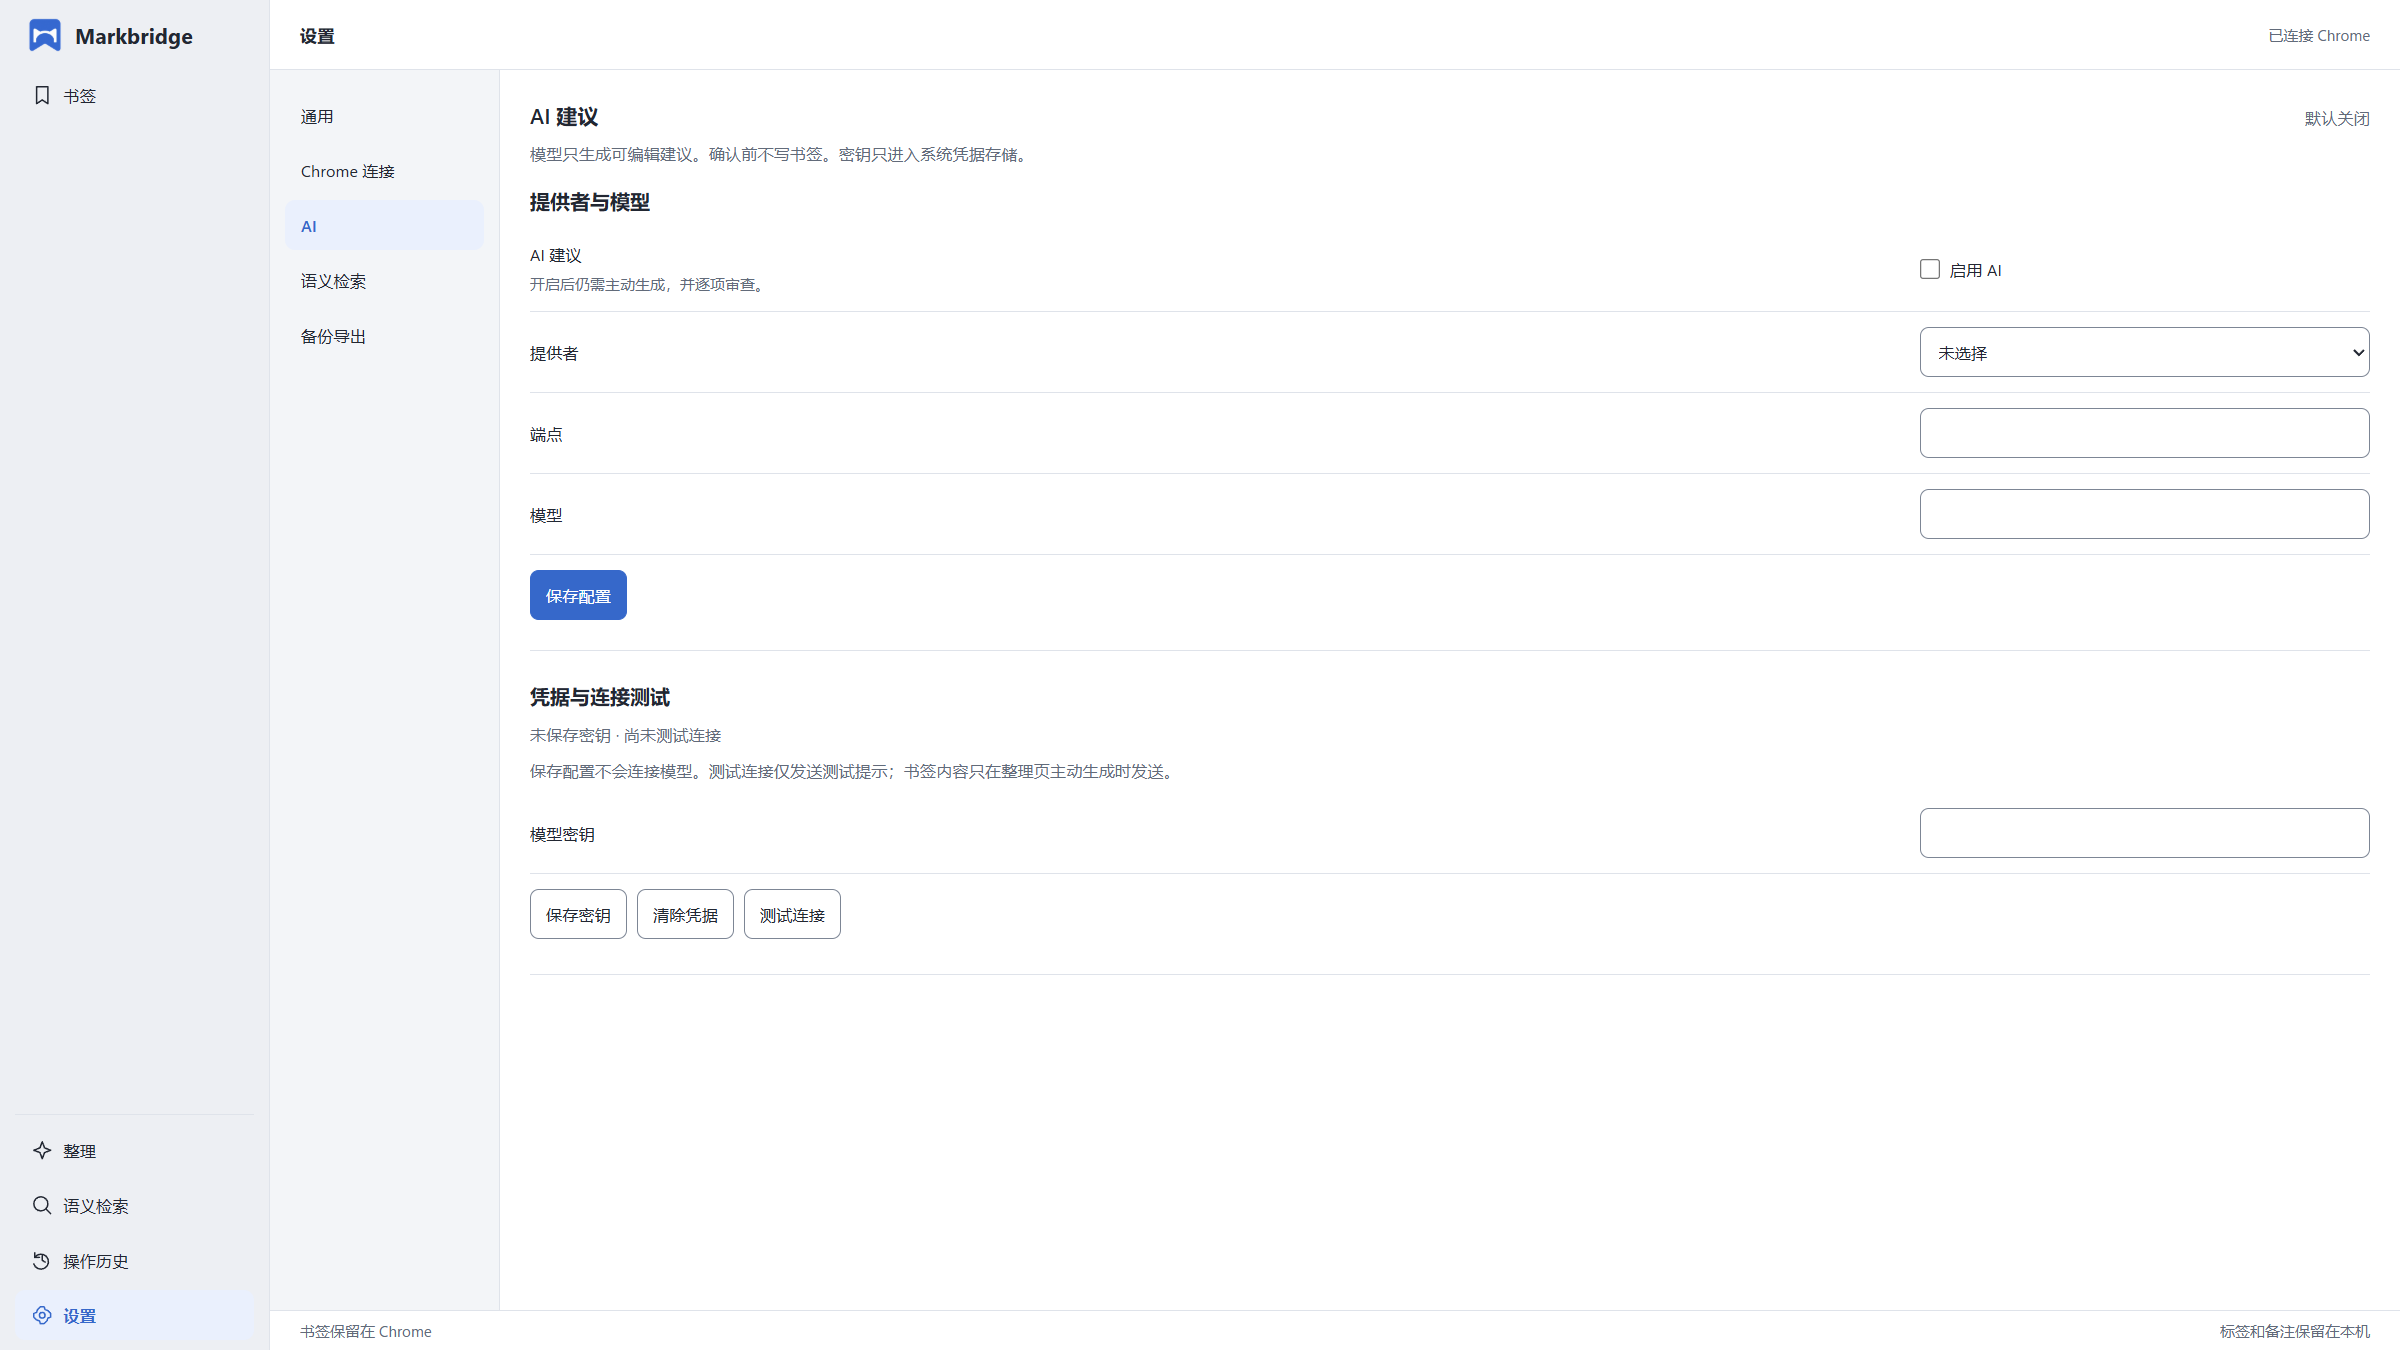 Markbridge
书签
整理
语义检索
操作历史
设置
设置
已连接 Chrome
通用
Chrome 连接
AI
语义检索
备份导出
AI 建议
默认关闭
模型只生成可编辑建议。确认前不写书签。密钥只进入系统凭据存储。
提供者与模型
AI 建议
开启后仍需主动生成，并逐项审查。
启用 AI
提供者
未选择
端点
模型
保存配置
凭据与连接测试
未保存密钥 · 尚未测试连接
保存配置不会连接模型。测试连接仅发送测试提示；书签内容只在整理页主动生成时发送。
模型密钥
保存密钥
清除凭据
测试连接
书签保留在 Chrome
标签和备注保留在本机